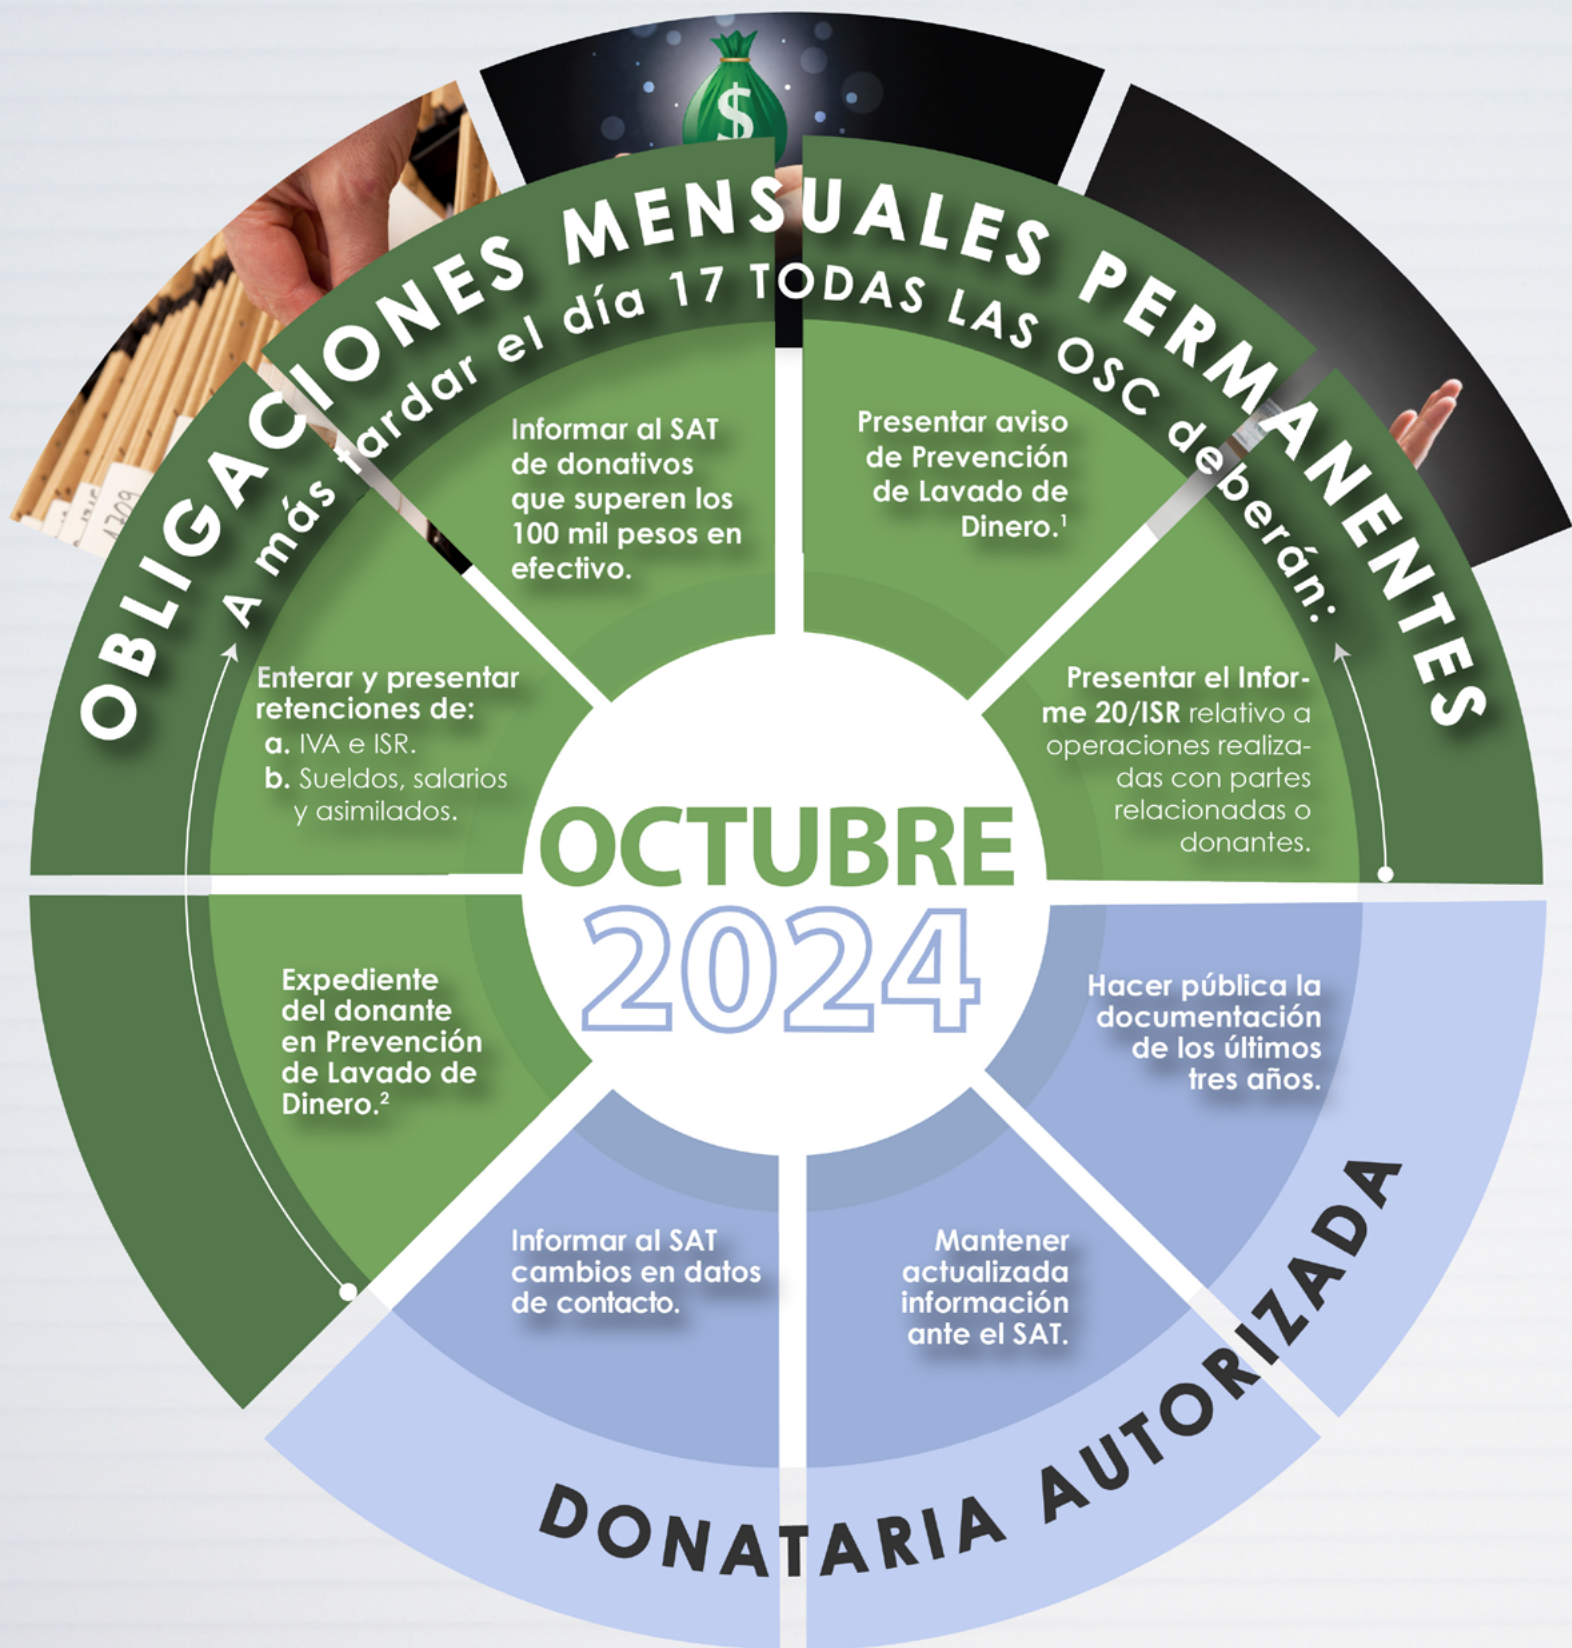 OBLIGACIONES MENSUALES PERMANENTES
A más tardar el día 17 TODAS LAS OSC deberán:
Informar al SAT
de donativos
que superen los
100 mil pesos en
efectivo.
Presentar aviso
de Prevención
de Lavado de
Dinero.¹
Enterar y presentar
retenciones de:
a. IVA e ISR.
b. Sueldos, salarios
y asimilados.
Presentar el Infor-
me 20/ISR relativo a
operaciones realiza-
das con partes
relacionadas o
donantes.
OCTUBRE
2024
Expediente
del donante
en Prevención
de Lavado de
Dinero.²
Hacer pública la
documentación
de los últimos
tres años.
Informar al SAT
cambios en datos
de contacto.
Mantener
actualizada
información
ante el SAT.
DONATARIA AUTORIZADA
$
1709